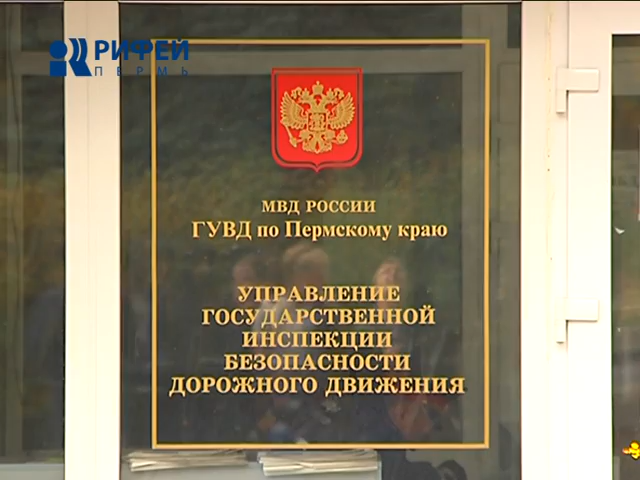 РИФЕЙ
ПЕРМЬ
МВД РОССИИ
ГУВД по Пермскому краю
УПРАВЛЕНИЕ
ГОСУДАРСТВЕННОЙ
ИНСПЕКЦИИ
БЕЗОПАСНОСТИ
ДОРОЖНОГО ДВИЖЕНИЯ